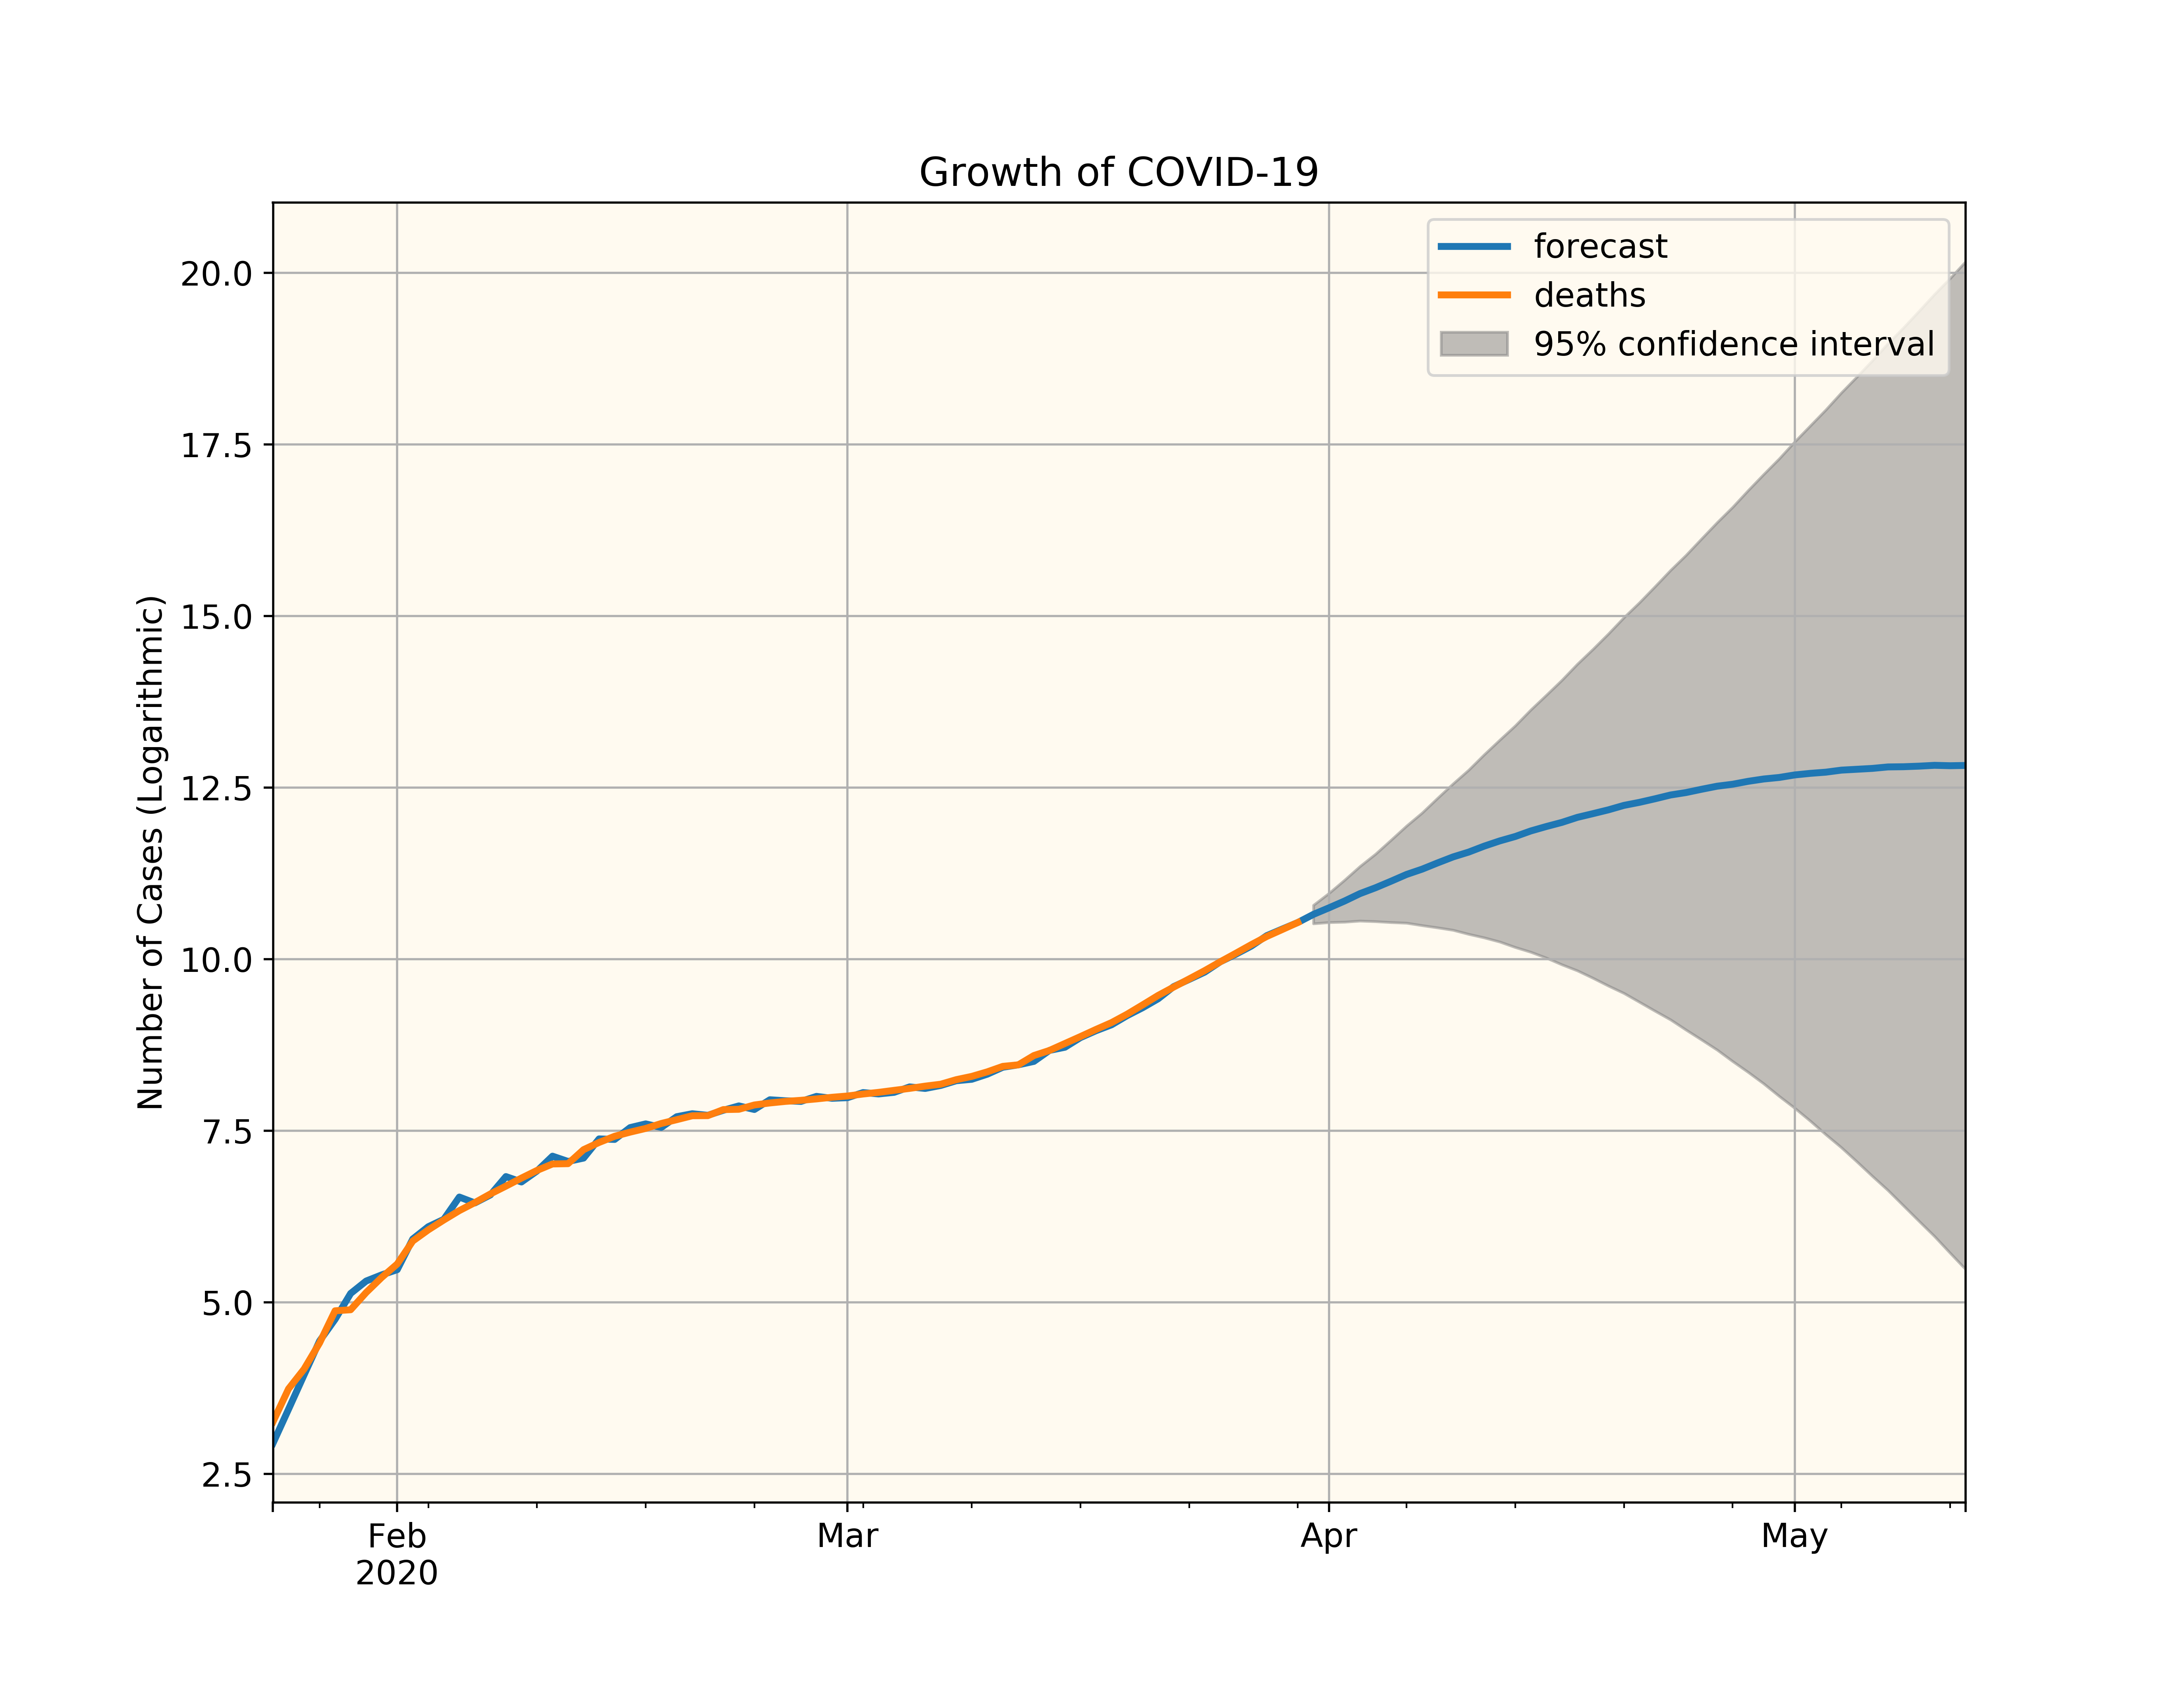 Growth of COVID-19
forecast
deaths
95% confidence interval
Number of Cases (Logarithmic)
20.0
17.5
15.0
12.5
10.0
7.5
5.0
2.5
Feb
2020
Mar
Apr
May